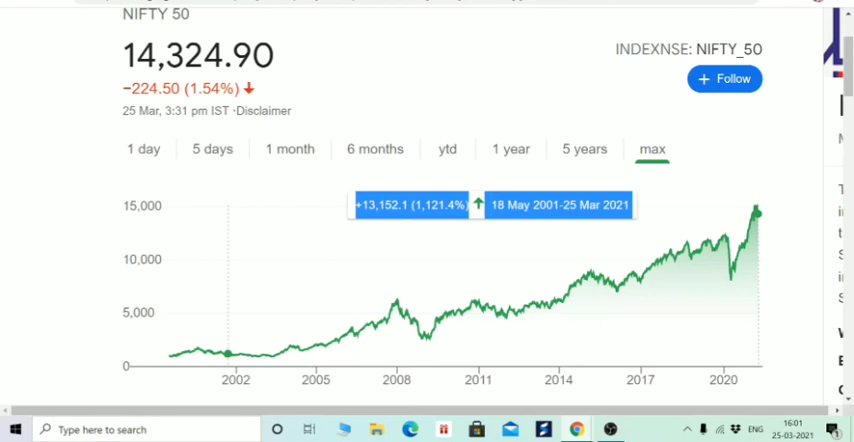 NIFTY 50
14,324.90
INDEXNSE: NIFTY_50
−224.50 (1.54%)
+ Follow
25 Mar, 3:31 pm IST ·Disclaimer
1 day 5 days 1 month 6 months ytd 1 year 5 years max
+13,152.1 (1,121.4%) 18 May 2001-25 Mar 2021
15,000
10,000
5,000
0
2002 2005 2008 2011 2014 2017 2020
Type here to search
ENG
16:01
25-03-2021